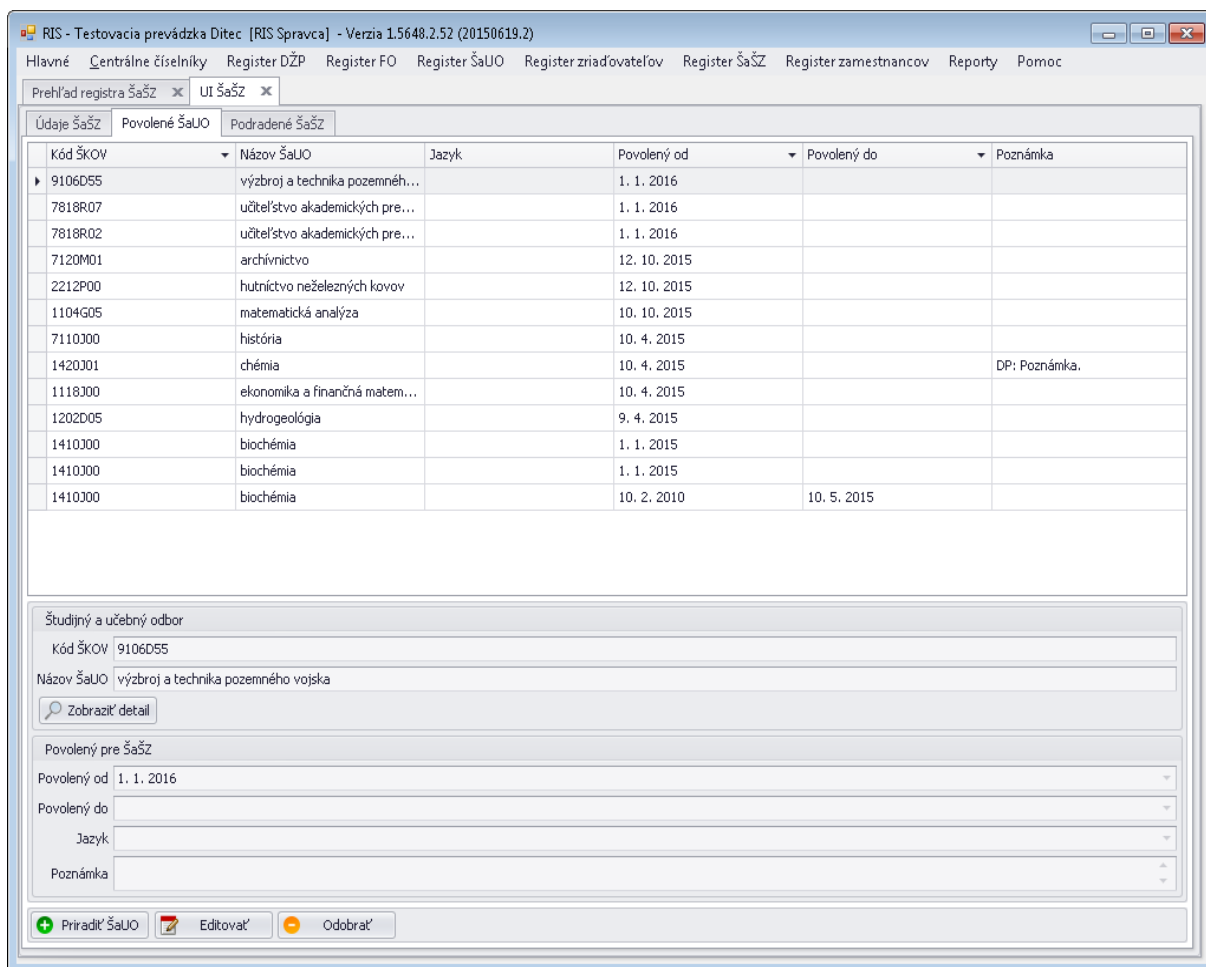 RIS - Testovacia prevádzka Ditec [RIS Spravca] - Verzia 1.5648.2.52 (20150619.2)
Hlavné Centrálne číselníky Register DŽP Register FO Register ŠaUO Register zriaďovateľov Register ŠaŠZ Register zamestnancov Reporty Pomoc
Prehľad registra ŠaŠZ UI ŠaŠZ
Údaje ŠaŠZ Povolené ŠaUO Podradené ŠaŠZ
Kód ŠKOV Názov ŠaUO Jazyk Povolený od Povolený do Poznámka
9106D55 výzbroj a technika pozemnéh... 1. 1. 2016
7818R07 učiteľstvo akademických pre... 1. 1. 2016
7818R02 učiteľstvo akademických pre... 1. 1. 2016
7120M01 archívnictvo 12. 10. 2015
2212P00 hutníctvo neželezných kovov 12. 10. 2015
1104G05 matematická analýza 10. 10. 2015
7110J00 história 10. 4. 2015
1420J01 chémia 10. 4. 2015 DP: Poznámka.
1118J00 ekonomika a finančná matem... 10. 4. 2015
1202D05 hydrogeológia 9. 4. 2015
1410J00 biochémia 1. 1. 2015
1410J00 biochémia 1. 1. 2015
1410J00 biochémia 10. 2. 2010 10. 5. 2015
Študijný a učebný odbor
Kód ŠKOV 9106D55
Názov ŠaUO výzbroj a technika pozemného vojska
Zobraziť detail
Povolený pre ŠaŠZ
Povolený od 1. 1. 2016
Povolený do
Jazyk
Poznámka
Priradiť ŠaUO Editovať Odobrať